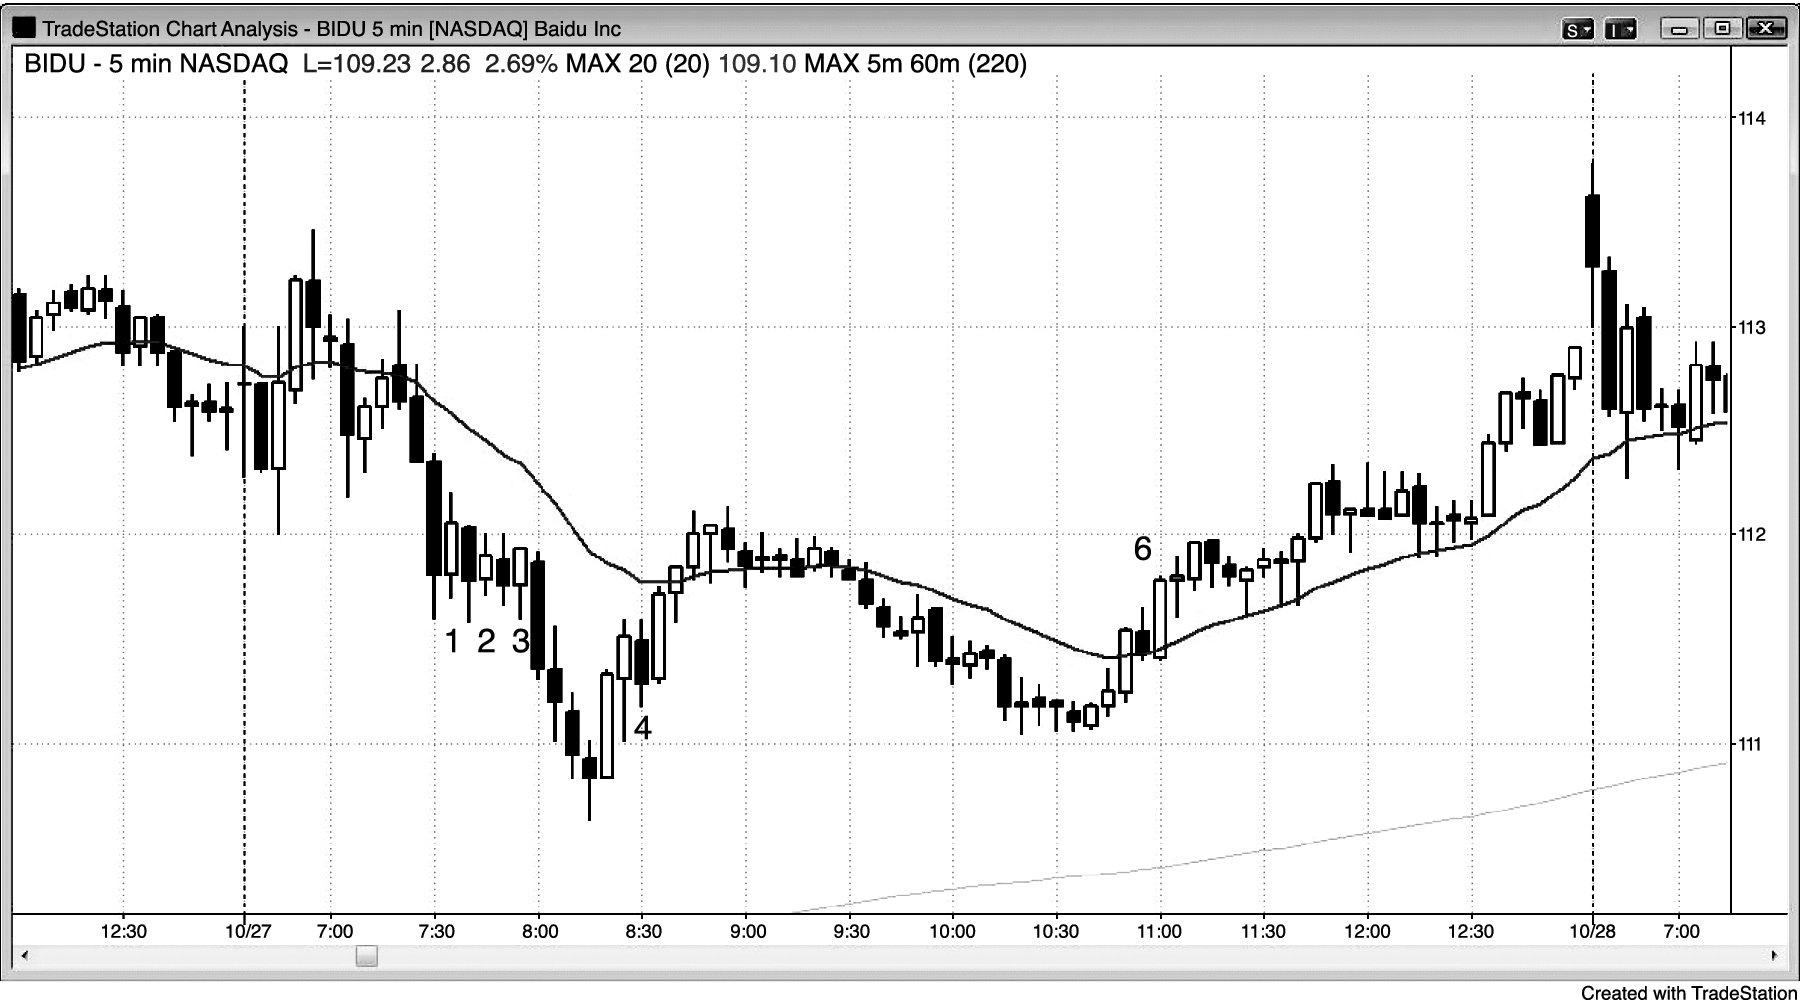 TradeStation Chart Analysis - BIDU 5 min [NASDAQ] Baidu Inc
S I
BIDU - 5 min NASDAQ L=109.23 2.86 2.69% MAX 20 (20) 109.10 MAX 5m 60m (220)
114
113
112
6
1 2 3
4
111
12:30 10/27 7:00 7:30 8:00 8:30 9:00 9:30 10:00 10:30 11:00 11:30 12:00 12:30 10/28 7:00
Created with TradeStation